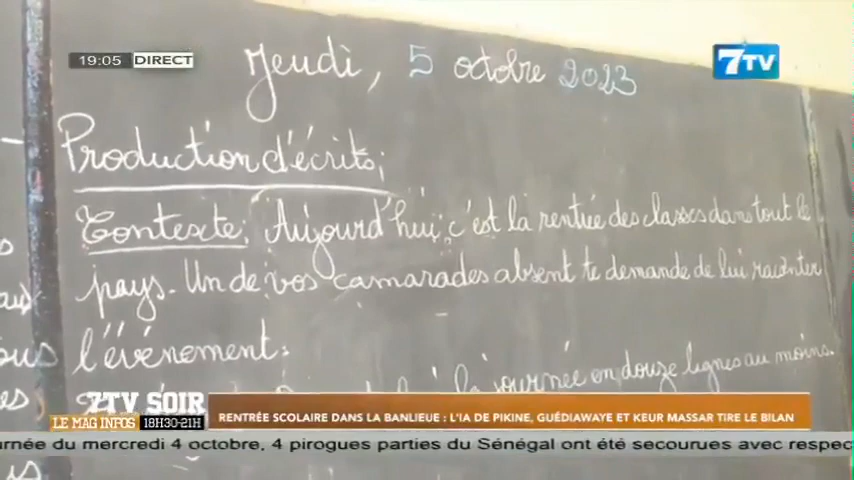 19:05 DIRECT
7TV
Jeudi, 5 octobre 2023
Production d'écrits;
Contexte: Aujourd'hui, c'est la rentrée des classes dans tout le
pays. Un de vos camarades absent te demande de lui raconter
l'événement.
la journée en douze lignes au moins.
7TV SOIR
LE MAG INFOS 18H30-21H
RENTRÉE SCOLAIRE DANS LA BANLIEUE : L'IA DE PIKINE, GUÉDIAWAYE ET KEUR MASSAR TIRE LE BILAN
urnée du mercredi 4 octobre, 4 pirogues parties du Sénégal ont été secourues avec respec